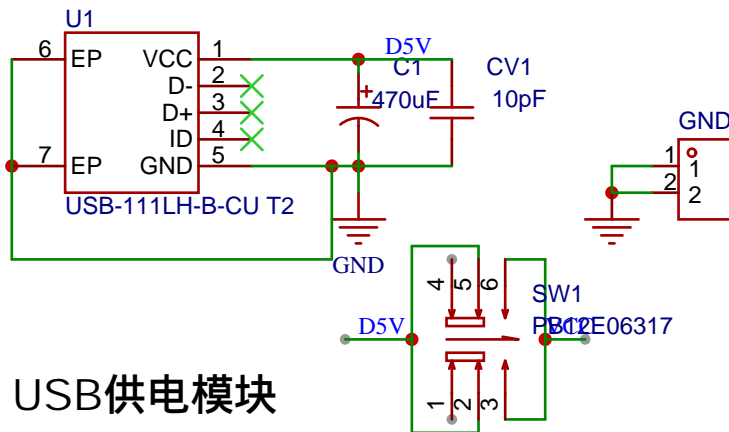 U1
6 EP VCC 1
D- 2
D+ 3
ID 4
7 EP GND 5
USB-111LH-B-CU T2
D5V
C1
+
470uF
CV1
10pF
GND
GND
1 1
2 2
4 5 6
SW1
PB12E06317
D5V
VCC
1 2 3
USB供电模块